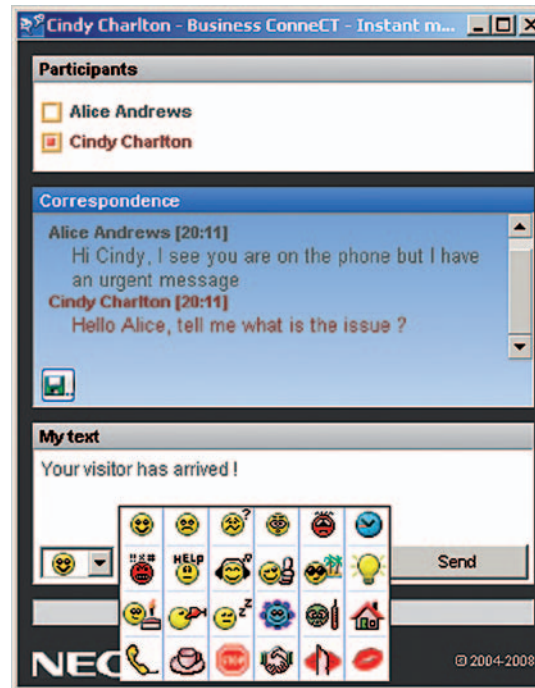 Cindy Charlton - Business ConneCT - Instant m...
Participants
Alice Andrews
Cindy Charlton
Correspondence
Alice Andrews [20:11]
Hi Cindy, I see you are on the phone but I have
an urgent message
Cindy Charlton [20:11]
Hello Alice, tell me what is the issue ?
My text
Your visitor has arrived !
?
!!X#
HELP
z z
Send
STOP
NEC
© 2004-2008